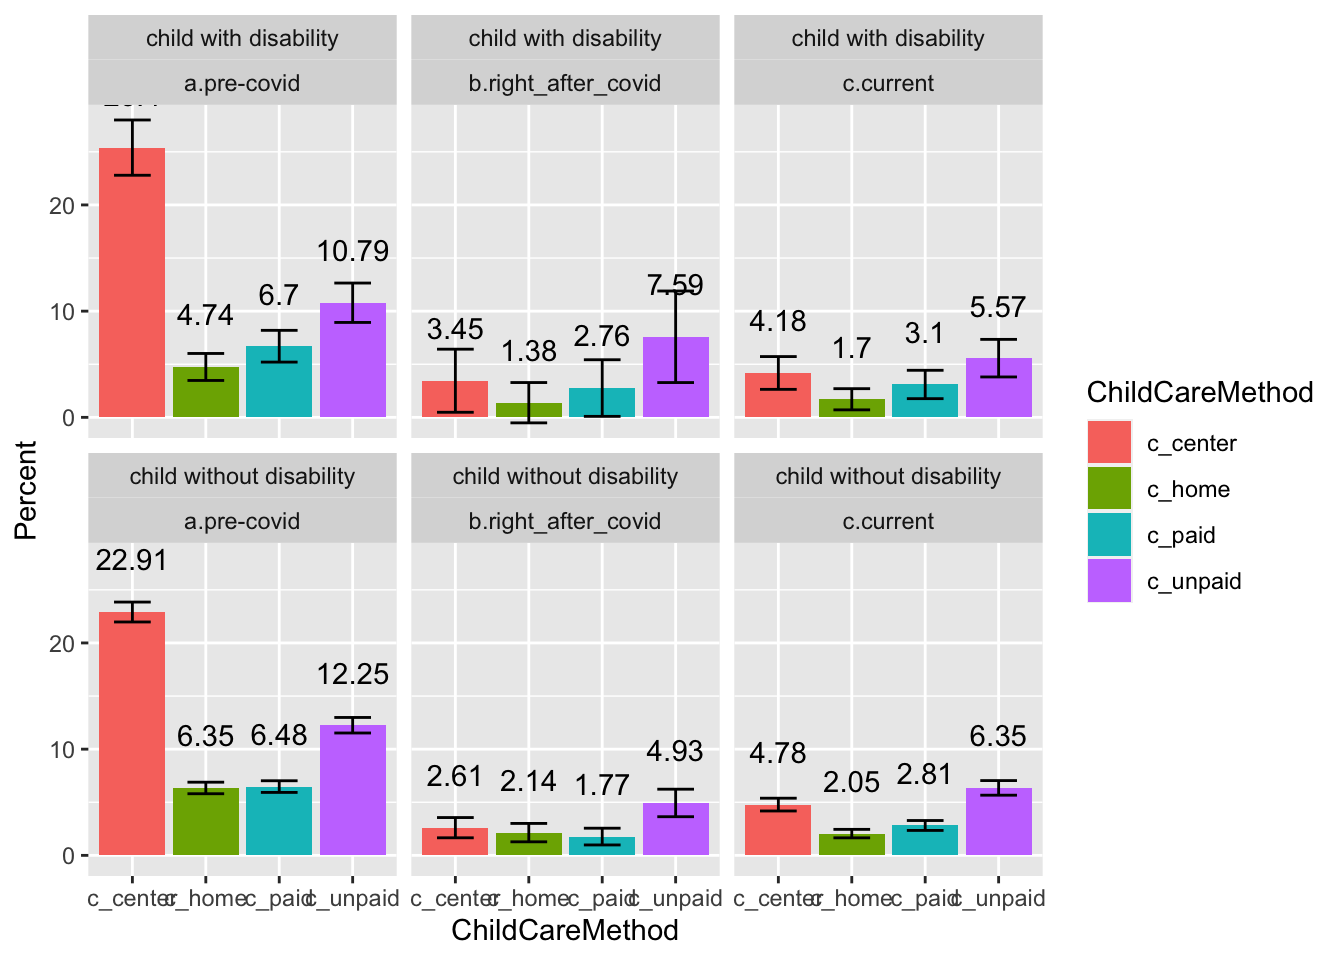 child with disability
child with disability
child with disability
a.pre-covid
b.right_after_covid
c.current
20
10
0
4.74
6.7
10.79
3.45
1.38
2.76
7.59
4.18
1.7
3.1
5.57
Percent
child without disability
child without disability
child without disability
a.pre-covid
b.right_after_covid
c.current
20
10
0
22.91
6.35
6.48
12.25
2.61
2.14
1.77
4.93
4.78
2.05
2.81
6.35
c_center
c_home
c_paid
c_unpaid
c_center
c_home
c_paid
c_unpaid
c_center
c_home
c_paid
c_unpaid
ChildCareMethod
ChildCareMethod
c_center
c_home
c_paid
c_unpaid